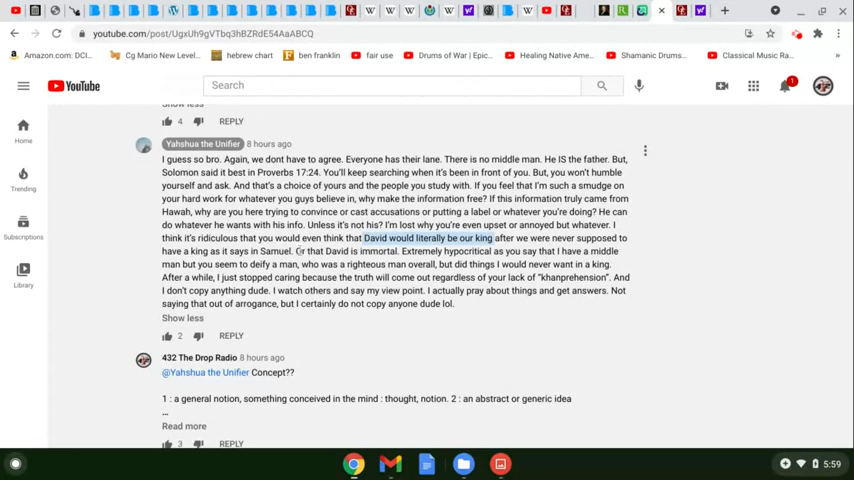 youtube.com/post/UgxUh9gVTbq3hBZRdE54AaABCQ
Amazon.com: DCI...
Cg Mario New Level...
hebrew chart
ben franklin
fair use
Drums of War | Epic...
Healing Native Ame...
Shamanic Drums...
Classical Music Ra...
YouTube
Search
1
Home
Trending
Subscriptions
Library
Show less
4 REPLY
Yahshua the Unifier 8 hours ago
I guess so bro. Again, we dont have to agree. Everyone has their lane. There is no middle man. He IS the father. But,
Solomon said it best in Proverbs 17:24. You'll keep searching when it's been in front of you. But, you won't humble
yourself and ask. And that's a choice of yours and the people you study with. If you feel that I'm such a smudge on
your hard work for whatever you guys believe in, why make the information free? If this information truly came from
Hawah, why are you here trying to convince or cast accusations or putting a label or whatever you're doing? He can
do whatever he wants with his info. Unless it's not his? I'm lost why you're even upset or annoyed but whatever. I
think it's ridiculous that you would even think that David would literally be our king after we were never supposed to
have a king as it says in Samuel. Or that David is immortal. Extremely hypocritical as you say that I have a middle
man but you seem to deify a man, who was a righteous man overall, but did things I would never want in a king.
After a while, I just stopped caring because the truth will come out regardless of your lack of "khanprehension". And
I don't copy anything dude. I watch others and say my view point. I actually pray about things and get answers. Not
saying that out of arrogance, but I certainly do not copy anyone dude lol.
Show less
2 REPLY
432 The Drop Radio 8 hours ago
@Yahshua the Unifier Concept??
1 : a general notion, something conceived in the mind : thought, notion. 2 : an abstract or generic idea
...
Read more
3 REPLY
5:59